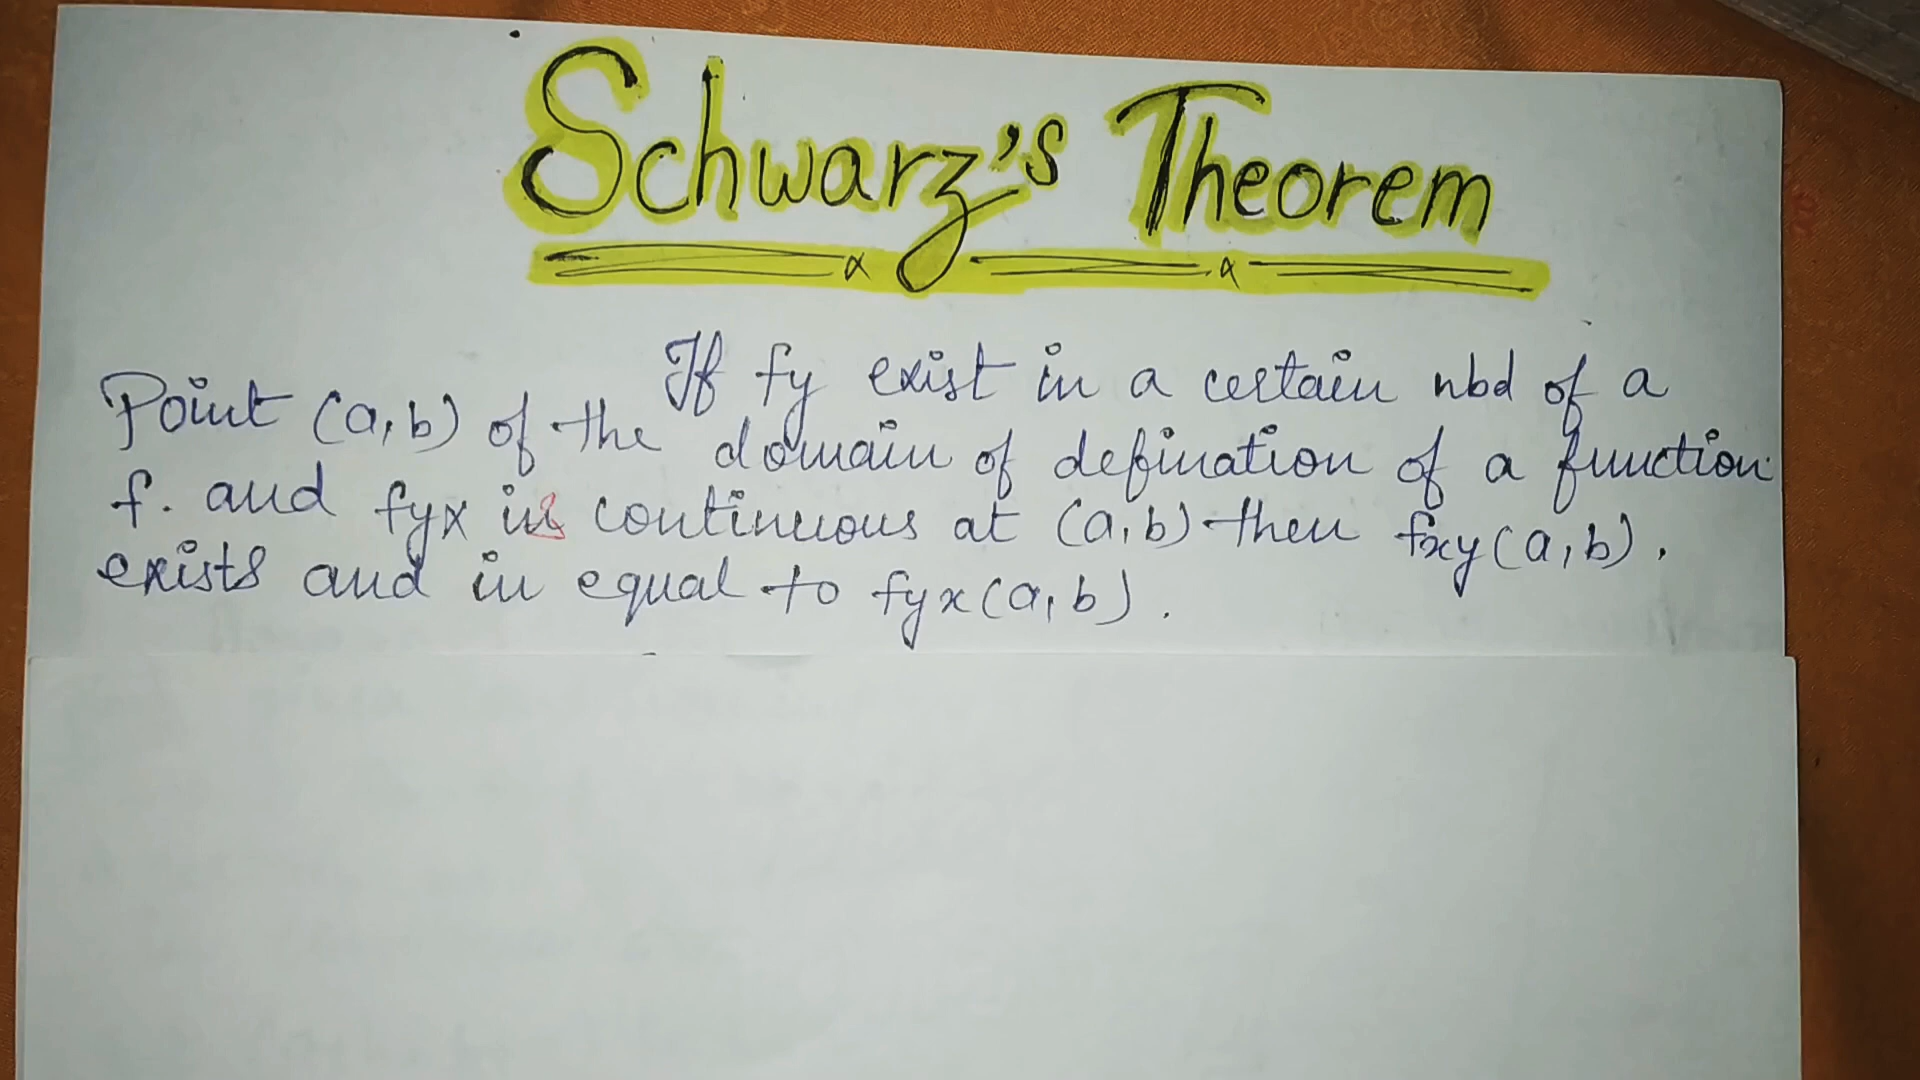 Schwarz's Theorem
If fy exist in a certain nbd of a
Point (a,b) of the domain of defination of a function
f. and fyx is continuous at (a,b) then fxy(a,b).
exists and in equal to fyx(a,b).